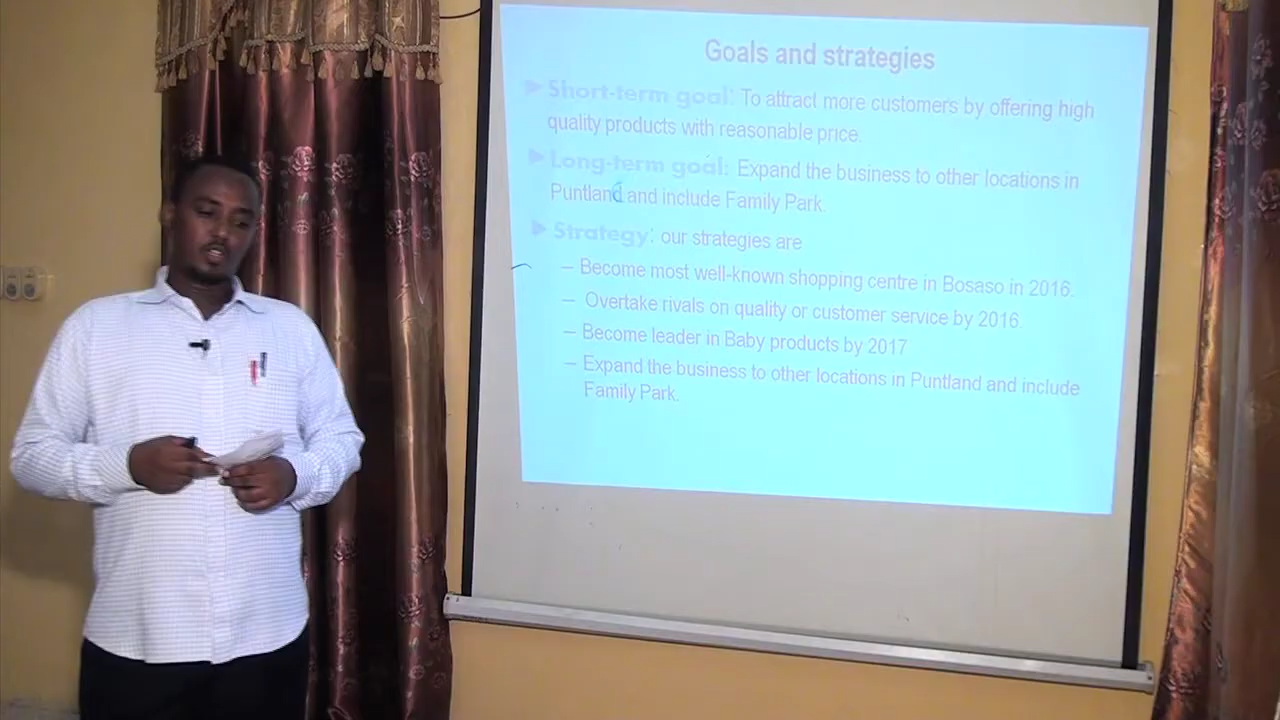 Goals and strategies
► Short-term goal: To attract more customers by offering high
quality products with reasonable price.
► Long-term goal: Expand the business to other locations in
Puntland and include Family Park.
► Strategy: our strategies are
– Become most well-known shopping centre in Bosaso in 2016.
– Overtake rivals on quality or customer service by 2016.
– Become leader in Baby products by 2017
– Expand the business to other locations in Puntland and include
Family Park.